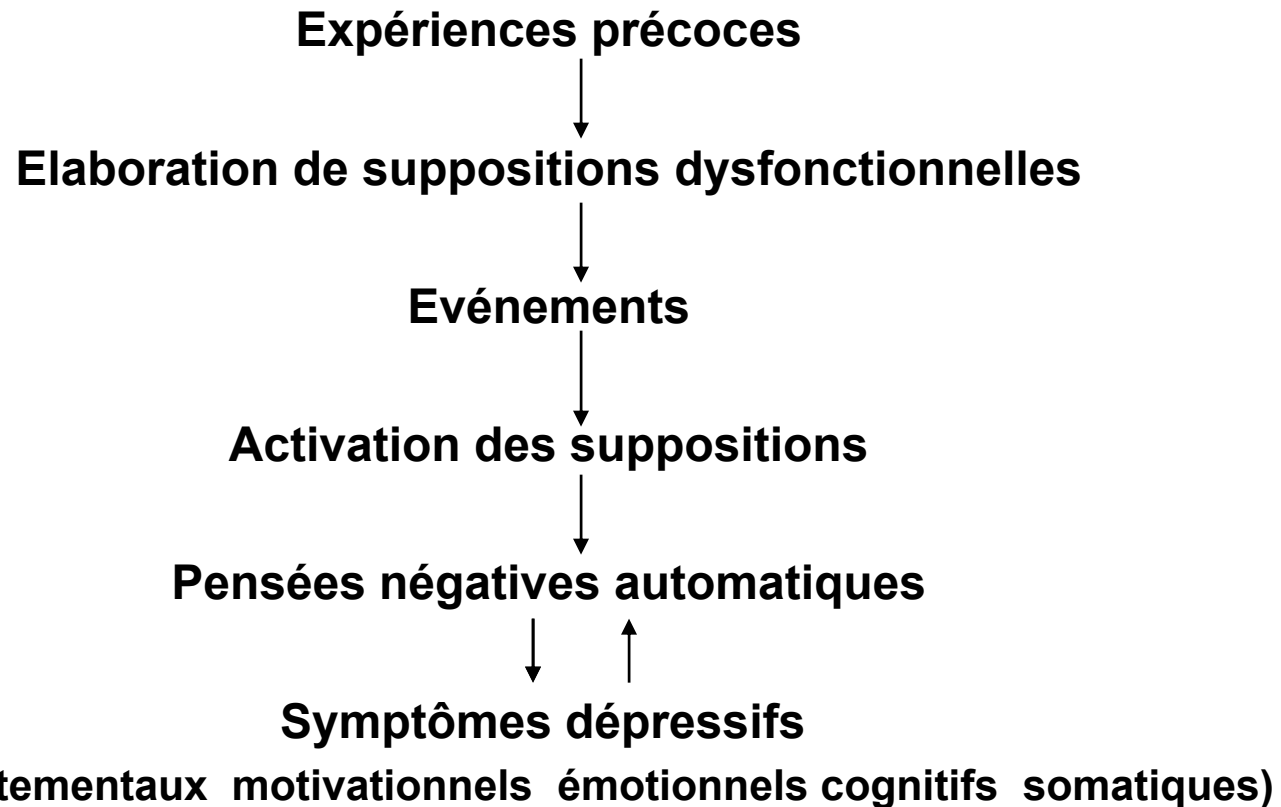 Expériences précoces
Elaboration de suppositions dysfonctionnelles
Evénements
Activation des suppositions
Pensées négatives automatiques
Symptômes dépressifs
motivationnels émotionnels cognitifs somatiques)